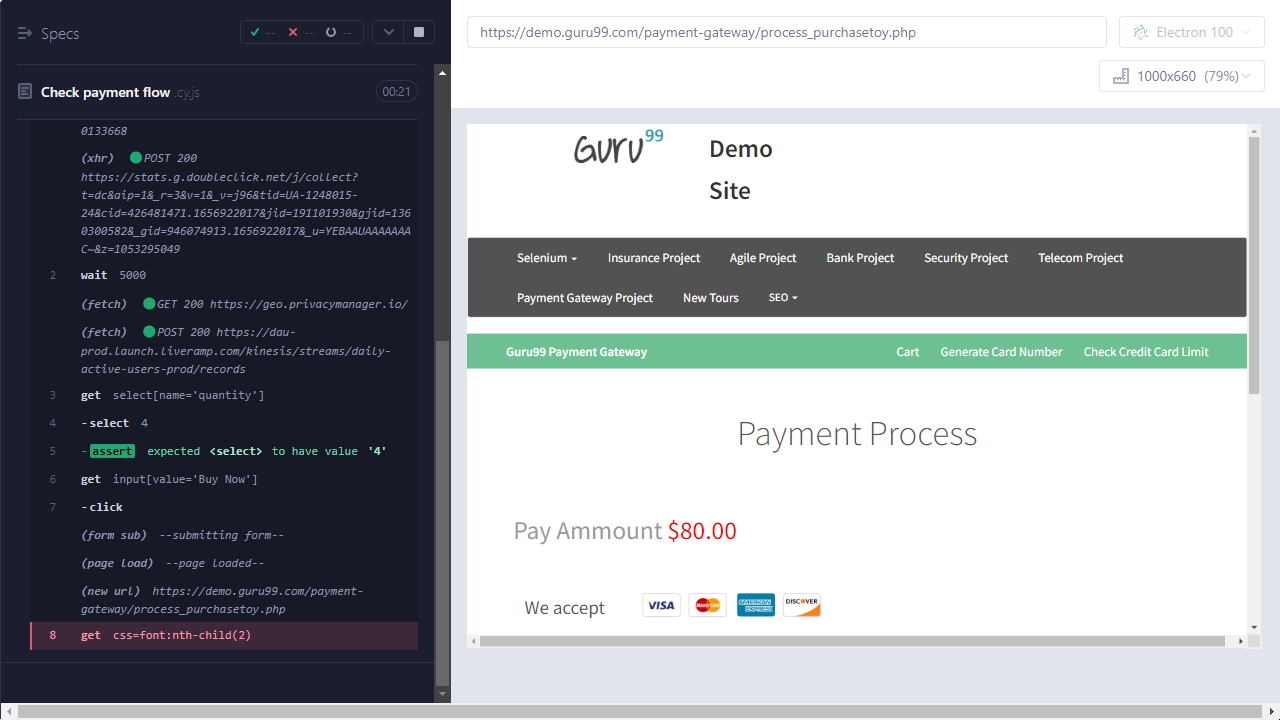 Specs
-- -- --
Check payment flow .cy.js
00:21
0133668
(xhr) POST 200
https://stats.g.doubleclick.net/j/collect?
t=dc&aip=1&_r=3&v=1&_v=j96&tid=UA-1248015-
24&cid=426481471.1656922017&jid=191101930&gjid=136
0300582&_gid=946074913.1656922017&_u=YEBAAUAAAAAA
C~&z=1053295049
2 wait 5000
(fetch) GET 200 https://geo.privacymanager.io/
(fetch) POST 200 https://dau-
prod.launch.liveramp.com/kinesis/streams/daily-
active-users-prod/records
3 get select[name='quantity']
4 -select 4
5 -assert expected <select> to have value '4'
6 get input[value='Buy Now']
7 -click
(form sub) --submitting form--
(page load) --page loaded--
(new url) https://demo.guru99.com/payment-
gateway/process_purchasetoy.php
8 get css=font:nth-child(2)
https://demo.guru99.com/payment-gateway/process_purchasetoy.php
Electron 100
1000x660 (79%)
Guru99
Demo
Site
Selenium Insurance Project Agile Project Bank Project Security Project Telecom Project
Payment Gateway Project New Tours SEO
Guru99 Payment Gateway Cart Generate Card Number Check Credit Card Limit
Payment Process
Pay Ammount $80.00
We accept VISA MasterCard AMERICAN EXPRESS DISCOVER